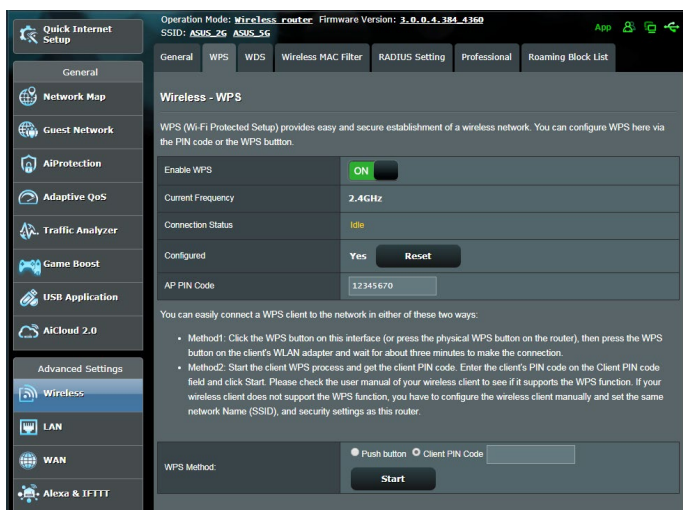 Quick Internet
Setup
Operation Mode: Wireless router Firmware Version: 3.0.0.4.384_4360
SSID: ASUS_2G ASUS_5G
App
General WPS WDS Wireless MAC Filter RADIUS Setting Professional Roaming Block List
General
Network Map
Guest Network
AiProtection
Adaptive QoS
Traffic Analyzer
Game Boost
USB Application
AiCloud 2.0
Advanced Settings
Wireless
LAN
WAN
Alexa & IFTTT
Wireless - WPS
WPS (Wi-Fi Protected Setup) provides easy and secure establishment of a wireless network. You can configure WPS here via
the PIN code or the WPS buttton.
Enable WPS ON
Current Frequency 2.4GHz
Connection Status Idle
Configured Yes Reset
AP PIN Code 12345670
You can easily connect a WPS client to the network in either of these two ways:
• Method1: Click the WPS button on this interface (or press the physical WPS button on the router), then press the WPS
button on the client's WLAN adapter and wait for about three minutes to make the connection.
• Method2: Start the client WPS process and get the client PIN code. Enter the client's PIN code on the Client PIN code
field and click Start. Please check the user manual of your wireless client to see if it supports the WPS function. If your
wireless client does not support the WPS function, you have to configure the wireless client manually and set the same
network Name (SSID), and security settings as this router.
WPS Method: Push button Client PIN Code
Start